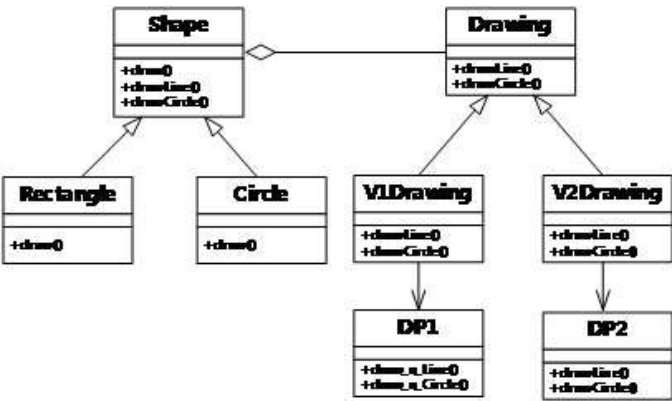 Shape
+draw()
+drawLine()
+drawCircle()
Drawing
+drawLine()
+drawCircle()
Rectangle
+draw()
Circle
+draw()
V1Drawing
+drawLine()
+drawCircle()
V2Drawing
+drawLine()
+drawCircle()
DP1
+draw_a_Line()
+draw_a_Circle()
DP2
+drawLine()
+drawCircle()